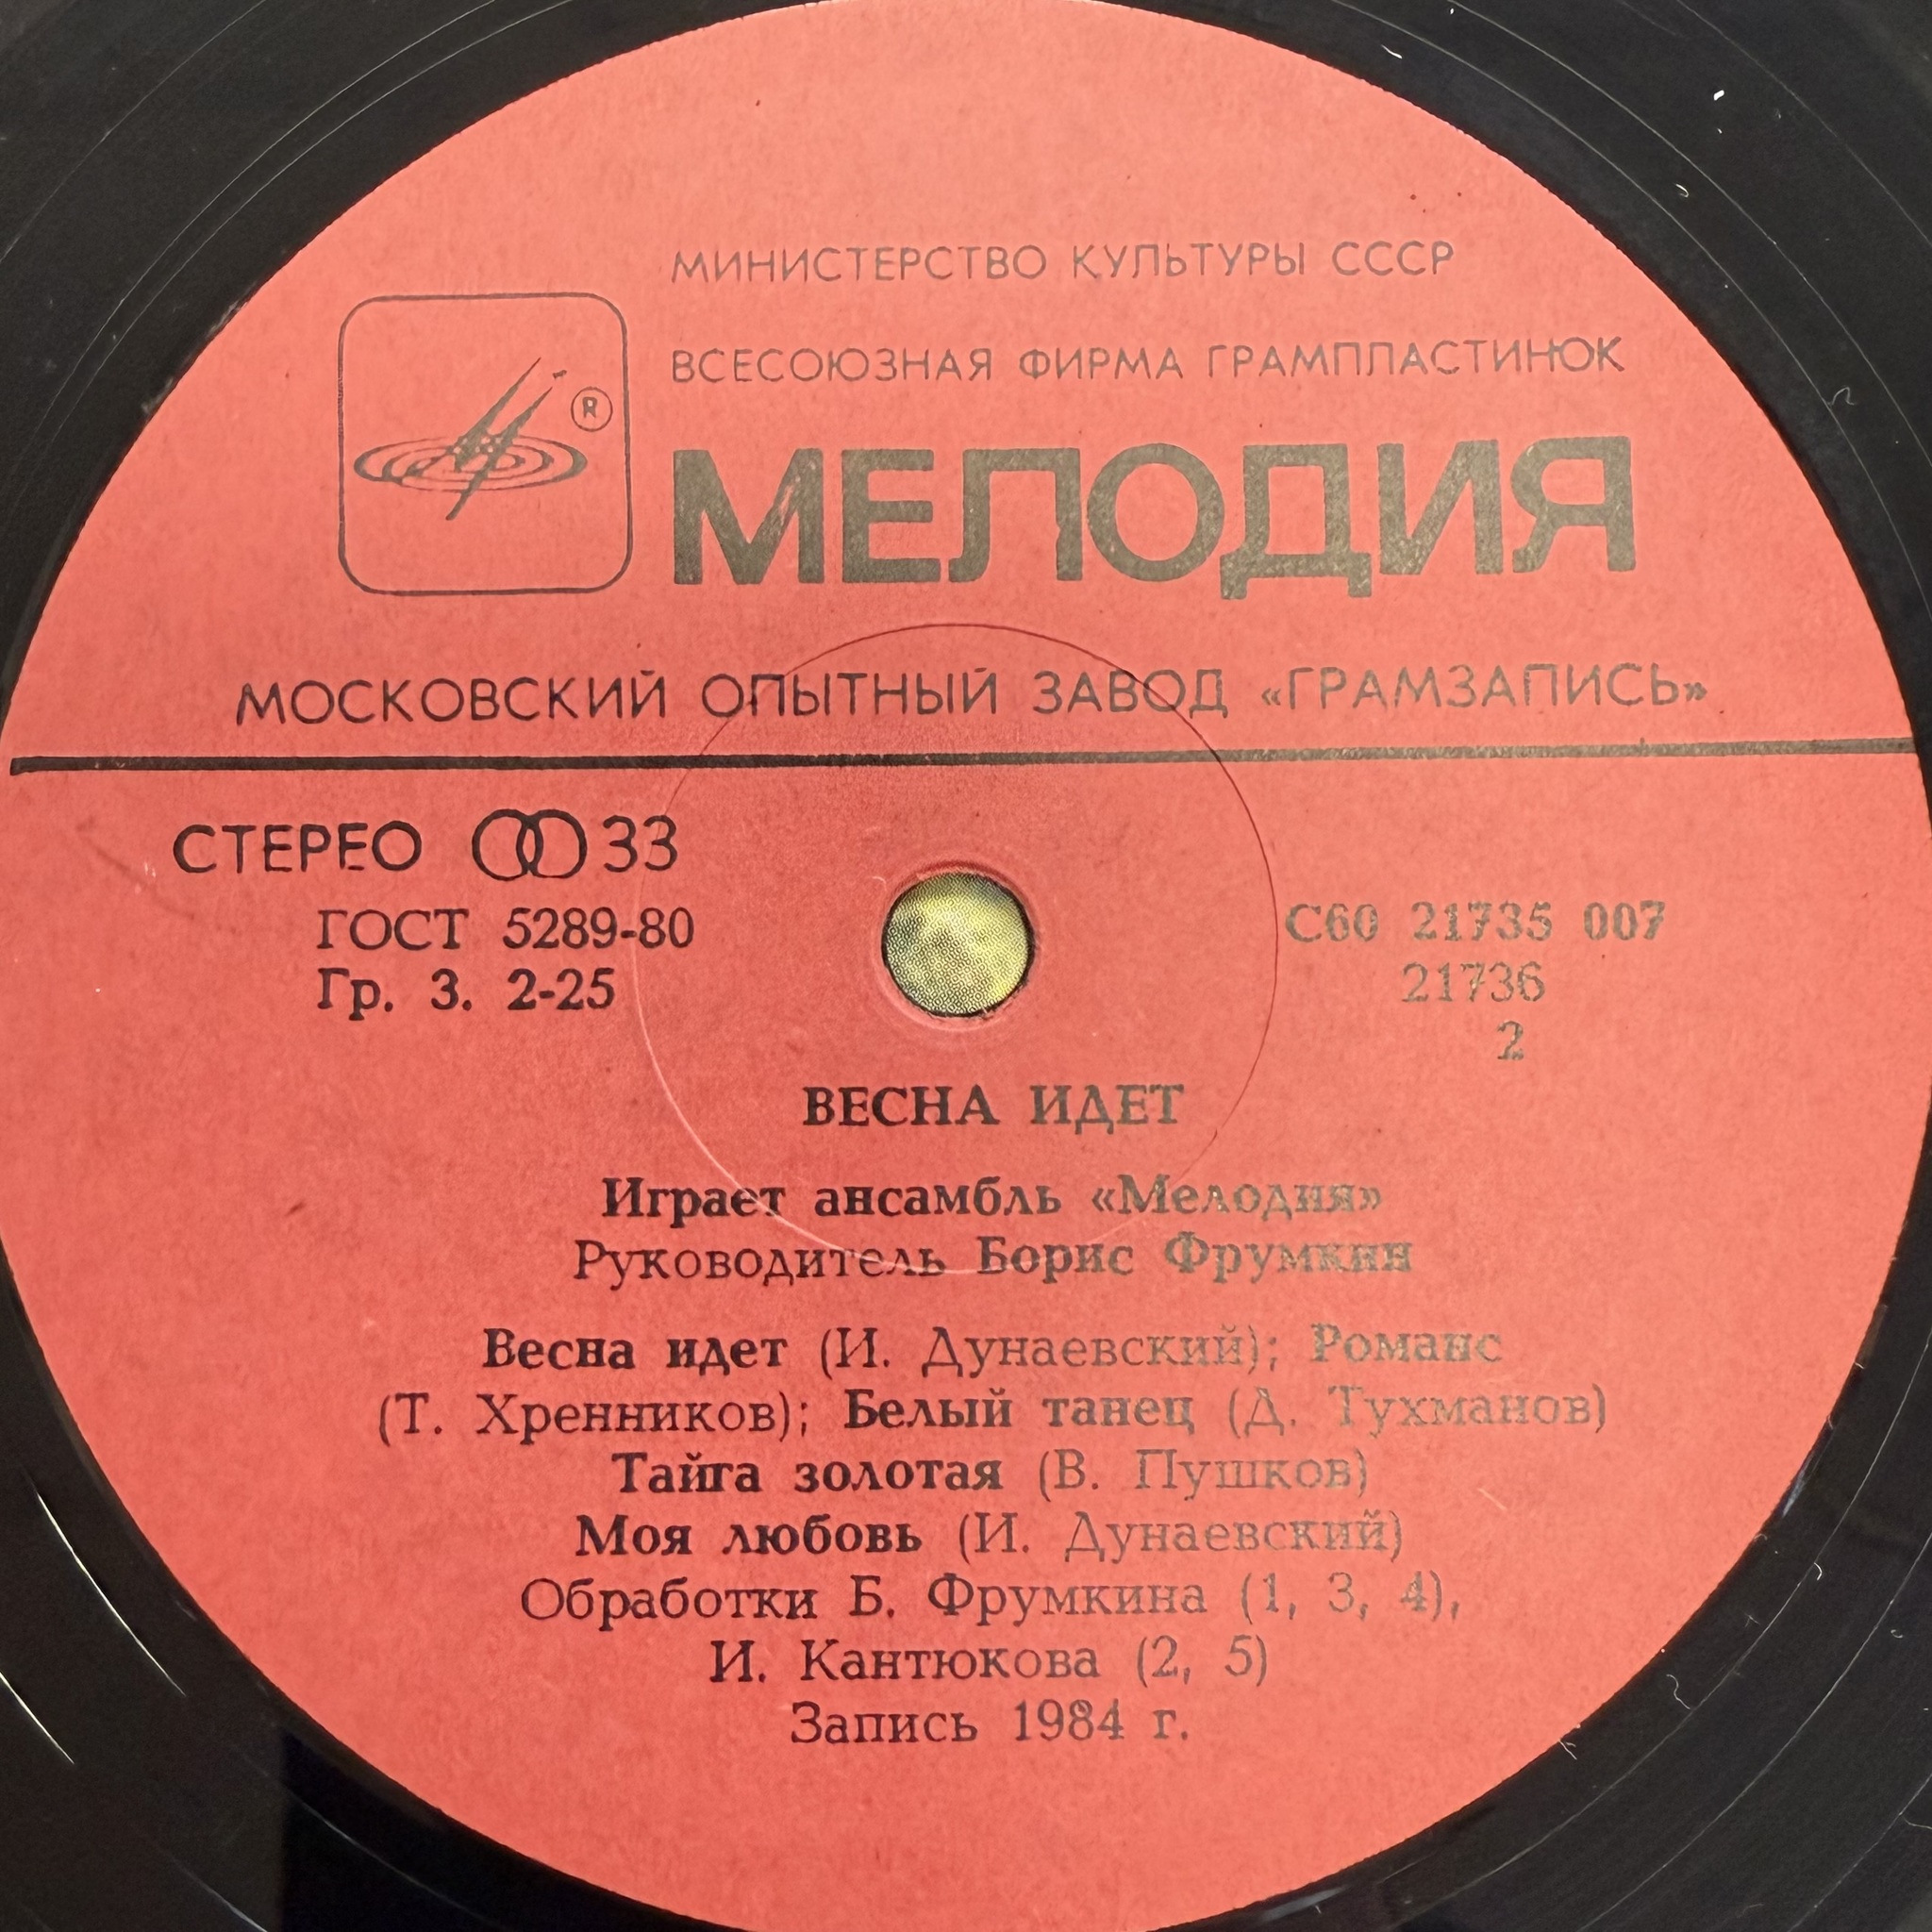 МИНИСТЕРСТВО КУЛЬТУРЫ СССР
ВСЕСОЮЗНАЯ ФИРМА ГРАМПЛАСТИНОК
®
МЕЛОДИЯ
МОСКОВСКИЙ ОПЫТНЫЙ ЗАВОД «ГРАМЗАПИСЬ»
СТЕРЕО 33
ГОСТ 5289-80
Гр. 3. 2-25
С60 21735 007
21736
2
ВЕСНА ИДЕТ
Играет ансамбль «Мелодия»
Руководитель Борис Фрумкин
Весна идет (И. Дунаевский); Романс
(Т. Хренников); Белый танец (Д. Тухманов)
Тайга золотая (В. Пушков)
Моя любовь (И. Дунаевский)
Обработки Б. Фрумкина (1, 3, 4),
И. Кантюкова (2, 5)
Запись 1984 г.